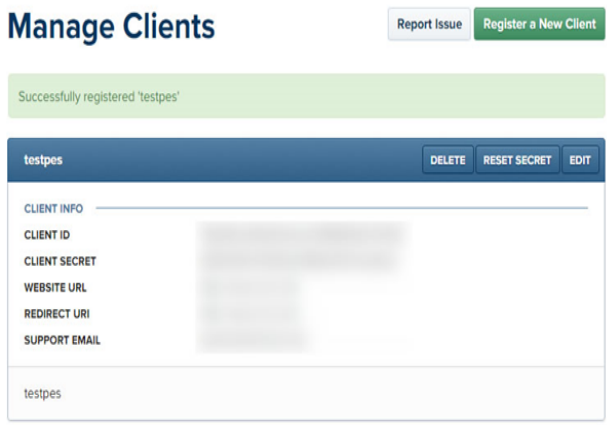 Manage Clients
Report Issue
Register a New Client
Successfully registered 'testpes'
testpes
DELETE
RESET SECRET
EDIT
CLIENT INFO
CLIENT ID
CLIENT SECRET
WEBSITE URL
REDIRECT URI
SUPPORT EMAIL
testpes